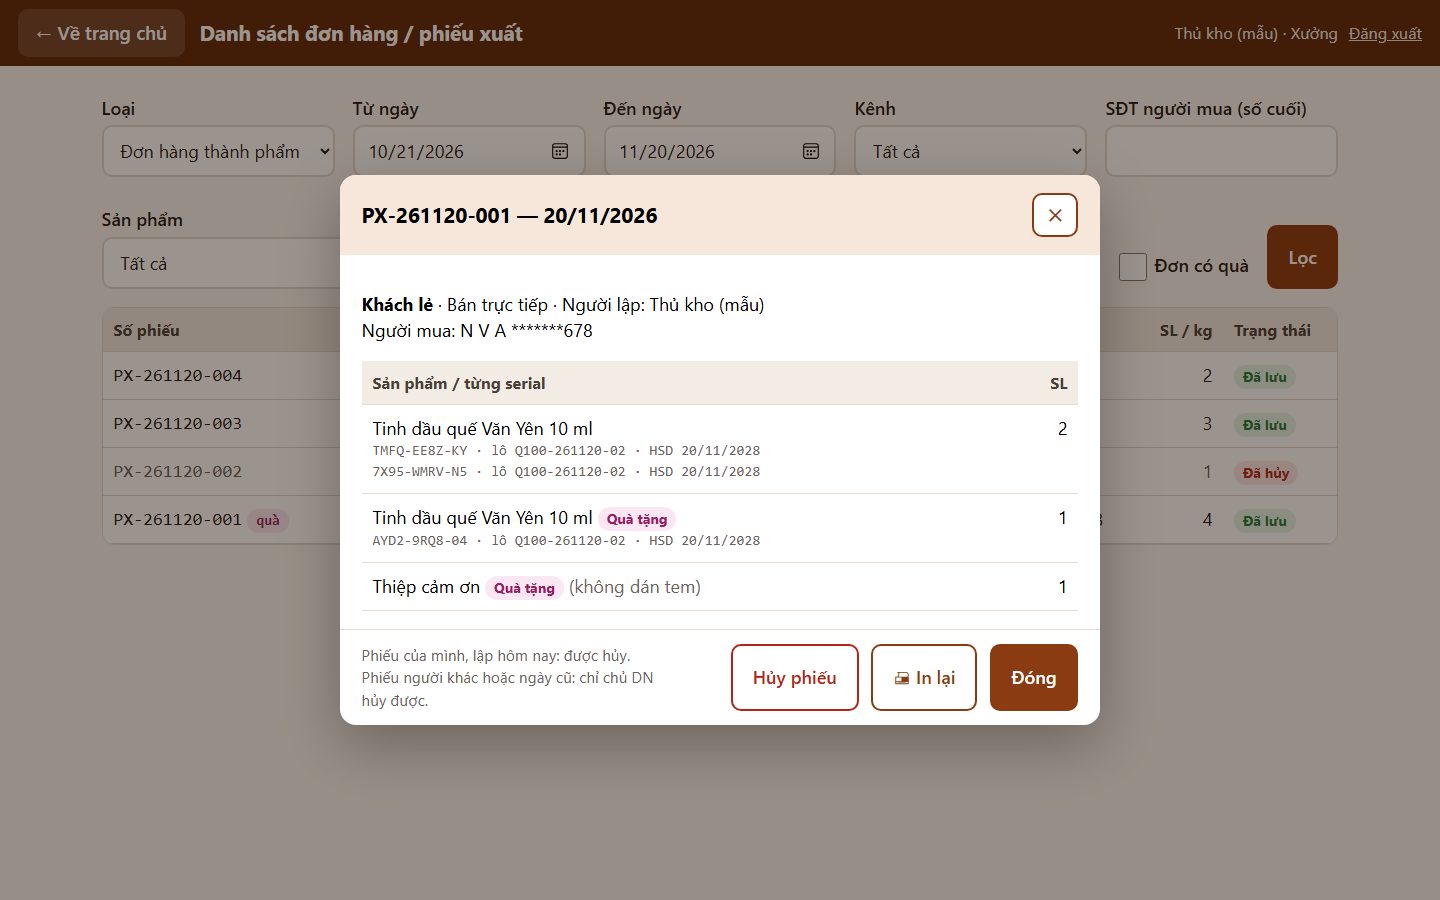 ← Về trang chủ
Danh sách đơn hàng / phiếu xuất
Thủ kho (mẫu) · Xưởng Đăng xuất
Loại
Từ ngày
Đến ngày
Kênh
SĐT người mua (số cuối)
Đơn hàng thành phẩm
10/21/2026
11/20/2026
Tất cả
Sản phẩm
Tất cả
Đơn có quà
Lọc
Số phiếu
SL / kg
Trạng thái
PX-261120-004
2
Đã lưu
PX-261120-003
3
Đã lưu
PX-261120-002
1
Đã hủy
PX-261120-001 quà
4
Đã lưu
PX-261120-001 — 20/11/2026
×
Khách lẻ · Bán trực tiếp · Người lập: Thủ kho (mẫu)
Người mua: N V A *******678
Sản phẩm / từng serial
SL
Tinh dầu quế Văn Yên 10 ml
2
TMFQ-EE8Z-KY · lô Q100-261120-02 · HSD 20/11/2028
7X95-WMRV-N5 · lô Q100-261120-02 · HSD 20/11/2028
Tinh dầu quế Văn Yên 10 ml Quà tặng
1
AYD2-9RQ8-04 · lô Q100-261120-02 · HSD 20/11/2028
Thiệp cảm ơn Quà tặng (không dán tem)
1
Phiếu của mình, lập hôm nay: được hủy.
Phiếu người khác hoặc ngày cũ: chỉ chủ DN
hủy được.
Hủy phiếu
In lại
Đóng